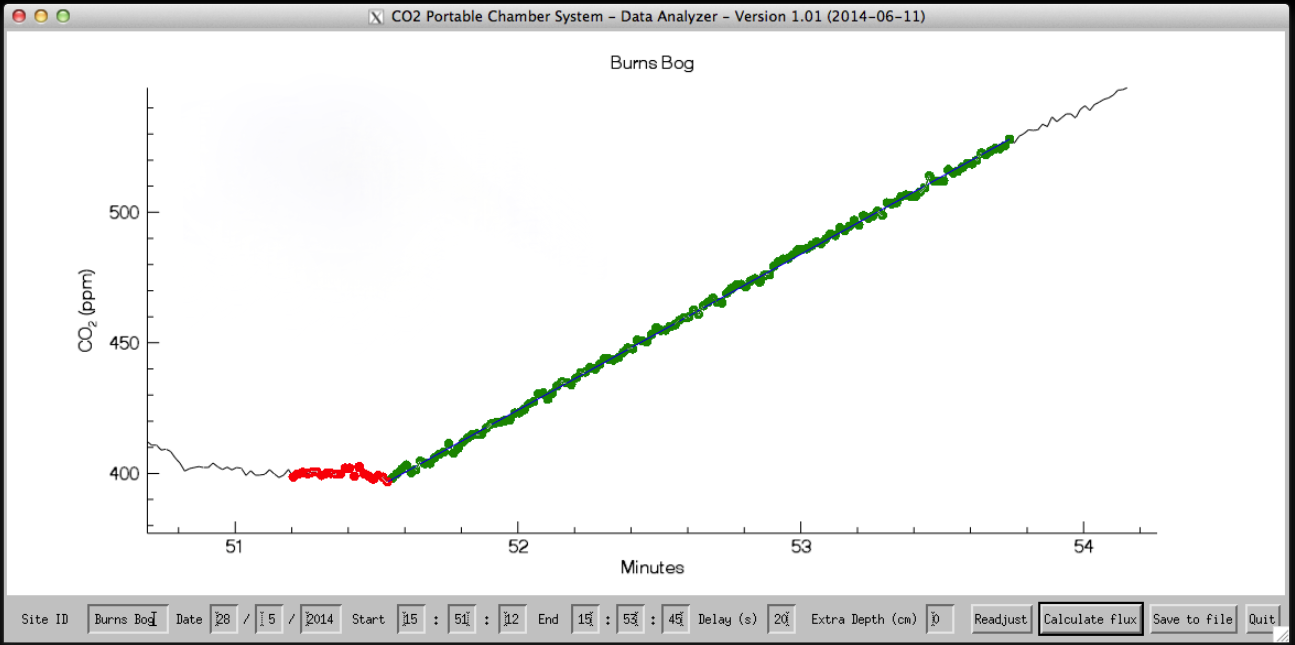 X CO2 Portable Chamber System - Data Analyzer - Version 1.01 (2014-06-11)
Burns Bog
500
450
400
CO2 (ppm)
51 52 53 54
Minutes
Site ID Burns Bog Date 28 / 5 / 2014 Start 15 : 51 : 12 End 15 : 53 : 45 Delay (s) 20 Extra Depth (cm) 0 Readjust Calculate flux Save to file Quit